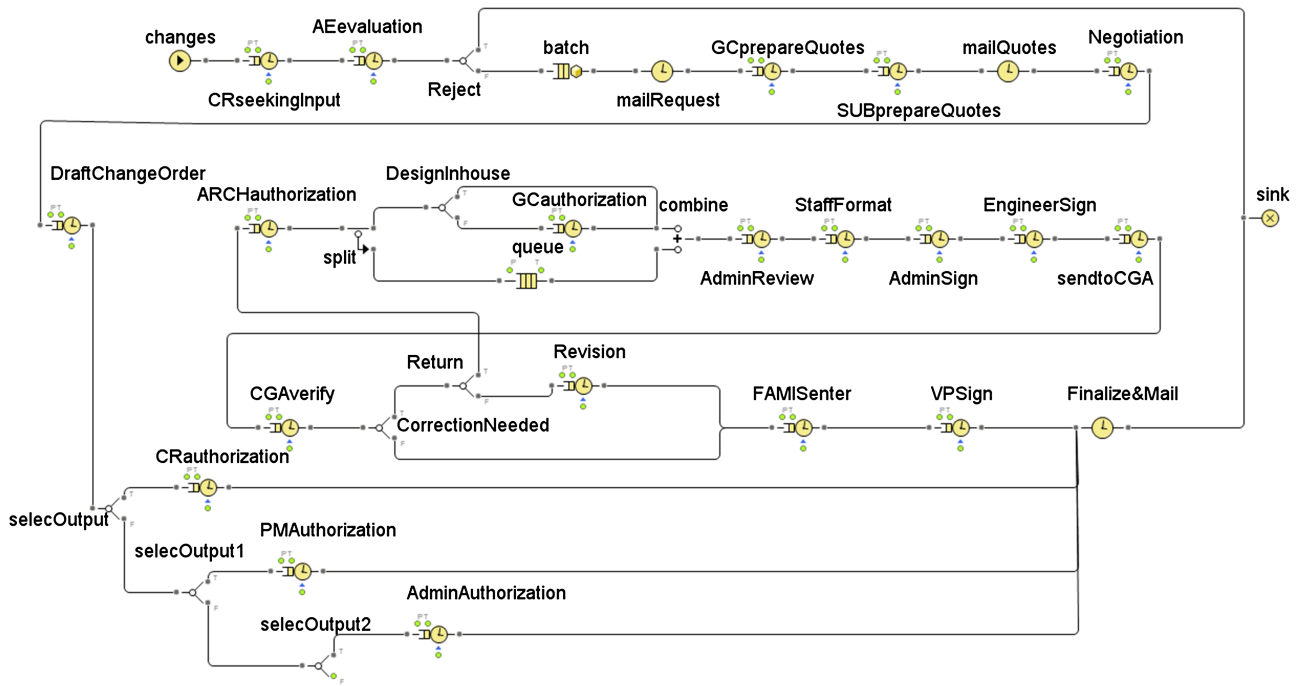 changes
CRseekingInput
AEevaluation
Reject
batch
mailRequest
GCprepareQuotes
SUBprepareQuotes
mailQuotes
Negotiation
DraftChangeOrder
ARCHauthorization
split
DesignInhouse
GCauthorization
queue
combine
AdminReview
StaffFormat
AdminSign
EngineerSign
sendtoCGA
sink
CGAverify
Return
CorrectionNeeded
Revision
FAMISenter
VPSign
Finalize&Mail
CRauthorization
selecOutput
PMAuthorization
selecOutput1
AdminAuthorization
selecOutput2